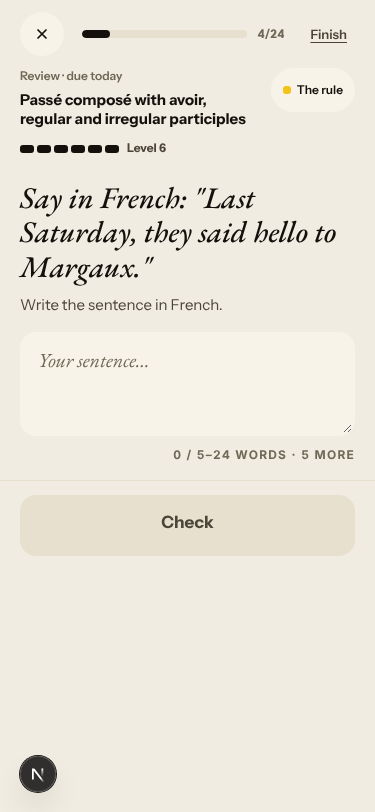 4/24
Finish
Review · due today
Passé composé avec avoir,
regular and irregular participles
The rule
Level 6
Say in French: "Last
Saturday, they said hello to
Margaux."
Write the sentence in French.
Your sentence...
0 / 5–24 WORDS · 5 MORE
Check
N